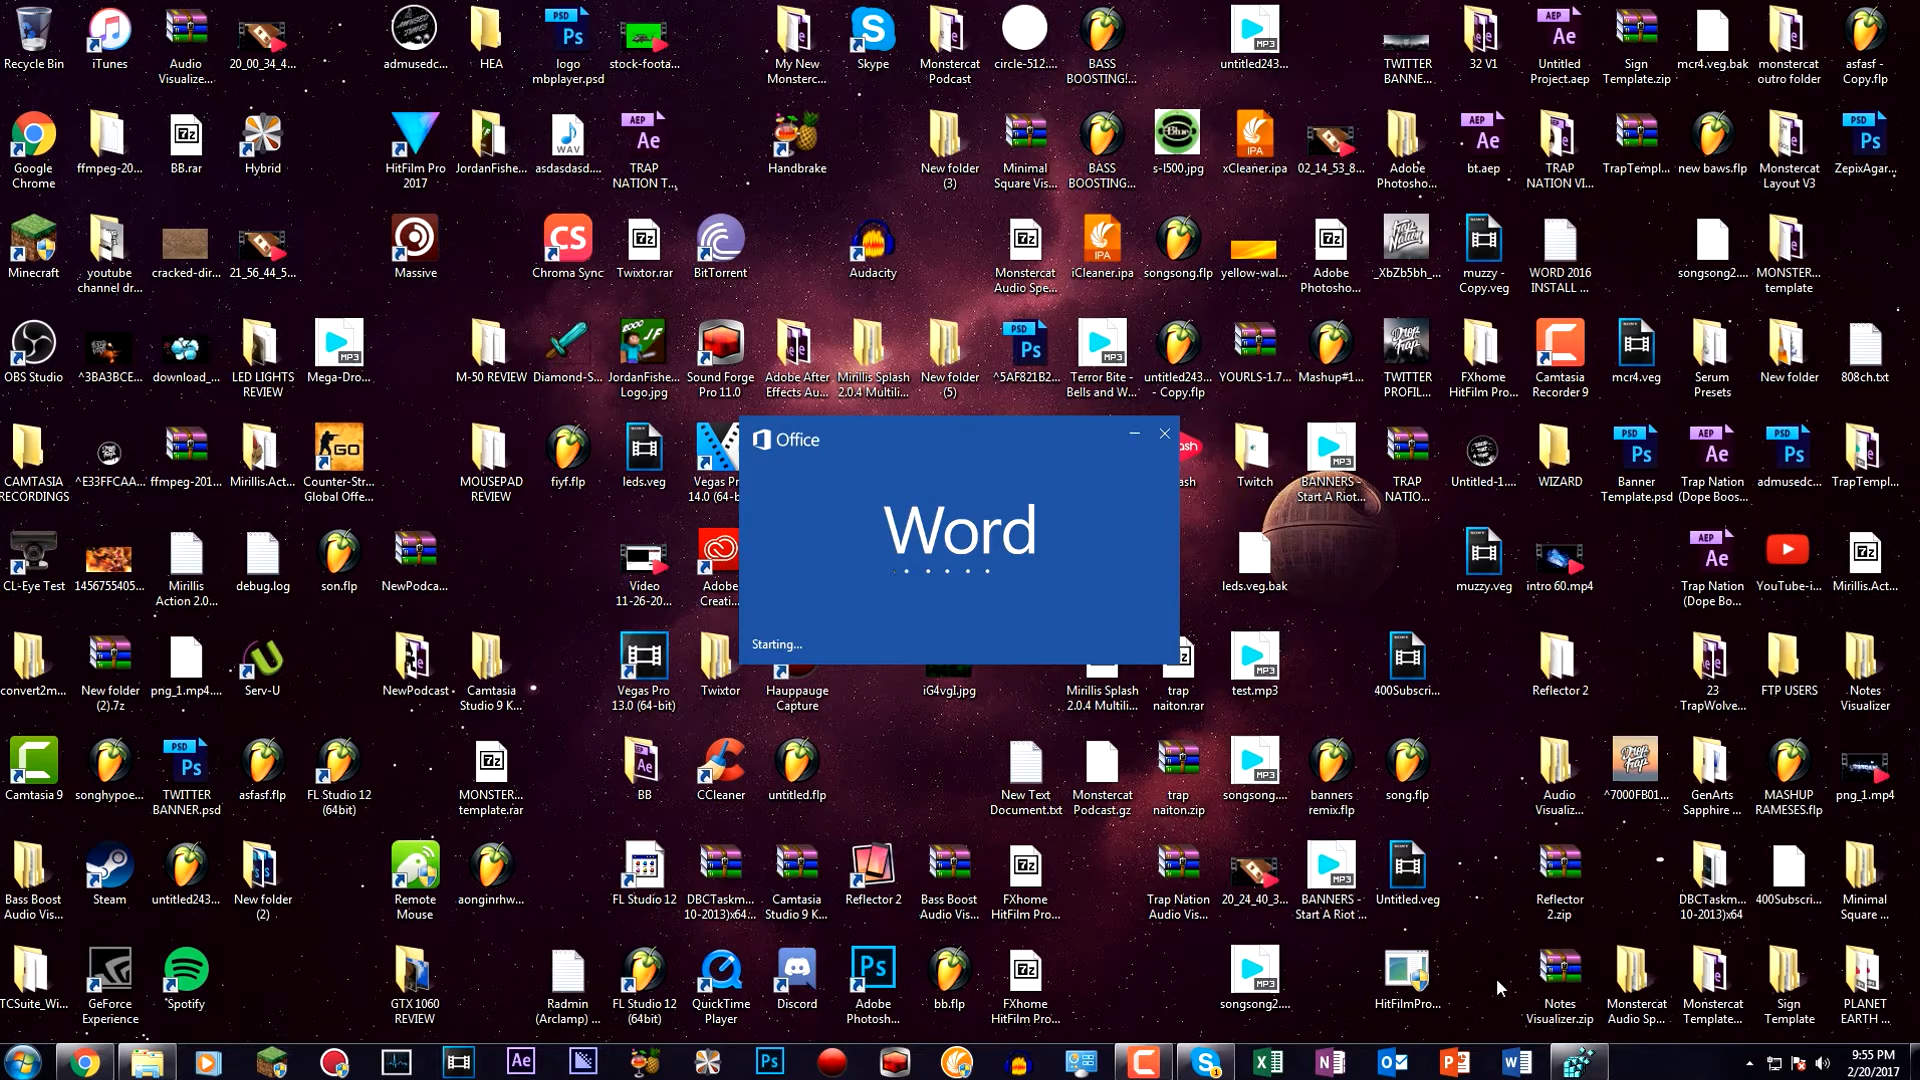 Recycle Bin
iTunes
Audio
Visualize...
20_00_34_4...
admusedc...
HEA
logo
mbplayer.psd
stock-foota...
My New
Monsterc...
Skype
Monstercat
Podcast
circle-512....
BASS
BOOSTING!...
untitled243...
TWITTER
BANNE...
32 V1
Untitled
Project.aep
Sign
Template.zip
mcr4.veg.bak
monstercat
outro folder
asfasf -
Copy.flp
Google
Chrome
ffmpeg-20...
BB.rar
Hybrid
HitFilm Pro
2017
JordanFishe...
asdasdasd....
TRAP
NATION T...
Handbrake
New folder
(3)
Minimal
Square Vis...
BASS
BOOSTING...
s-l500.jpg
xCleaner.ipa
02_14_53_8...
Adobe
Photosho...
bt.aep
TRAP
NATION VI...
TrapTempl...
new baws.flp
Monstercat
Layout V3
ZepixAgar...
Minecraft
youtube
channel dr...
cracked-dir...
21_56_44_5...
Massive
Chroma Sync
Twixtor.rar
BitTorrent
Audacity
Monstercat
Audio Spe...
iCleaner.ipa
songsong.flp
yellow-wal...
Adobe
Photosho...
_XbZb5bh_...
muzzy -
Copy.veg
WORD 2016
INSTALL ...
songsong2....
MONSTER...
template
OBS Studio
^3BA3BCE...
download_...
LED LIGHTS
REVIEW
Mega-Dro...
M-50 REVIEW
Diamond-S...
JordanFishe...
Logo.jpg
Sound Forge
Pro 11.0
Adobe After
Effects Au...
Mirillis Splash
2.0.4 Multili...
New folder
(5)
^5AF821B2...
Terror Bite -
Bells and W...
untitled243...
- Copy.flp
YOURLS-1.7...
Mashup#1...
TWITTER
PROFIL...
FXhome
HitFilm Pro...
Camtasia
Recorder 9
mcr4.veg
Serum
Presets
New folder
808ch.txt
Office
Word
Starting...
CAMTASIA
RECORDINGS
^E33FFCAA...
ffmpeg-201...
Mirillis.Act...
Counter-Str...
Global Offe...
MOUSEPAD
REVIEW
fiyf.flp
leds.veg
Vegas Pr
14.0 (64-b
Twitch
BANNERS -
Start A Riot...
TRAP
NATIO...
Untitled-1....
WIZARD
Banner
Template.psd
Trap Nation
(Dope Boos...
admusedc...
TrapTempl...
CL-Eye Test
1456755405...
Mirillis
Action 2.0...
debug.log
son.flp
NewPodca...
Video
11-26-20...
Adobe
Creati...
leds.veg.bak
muzzy.veg
intro 60.mp4
Trap Nation
(Dope Bo...
YouTube-i...
Mirillis.Act...
convert2m...
New folder
(2).7z
png_1.mp4....
Serv-U
NewPodcast
Camtasia
Studio 9 K...
Vegas Pro
13.0 (64-bit)
Twixtor
Hauppauge
Capture
iG4vgI.jpg
Mirillis Splash
2.0.4 Multili...
trap
naiton.rar
test.mp3
400Subscri...
Reflector 2
23
TrapWolve...
FTP USERS
Notes
Visualizer
Camtasia 9
songhypoe...
TWITTER
BANNER.psd
asfasf.flp
FL Studio 12
(64bit)
MONSTER...
template.rar
BB
CCleaner
untitled.flp
New Text
Document.txt
Monstercat
Podcast.gz
trap
naiton.zip
songsong....
banners
remix.flp
song.flp
Audio
Visualiz...
^7000FB01...
GenArts
Sapphire ...
MASHUP
RAMESES.flp
png_1.mp4
Bass Boost
Audio Vis...
Steam
untitled243...
New folder
(2)
Remote
Mouse
aonginrhw...
FL Studio 12
DBCTaskm...
10-2013)x64...
Camtasia
Studio 9 K...
Reflector 2
Bass Boost
Audio Vis...
FXhome
HitFilm Pro...
Trap Nation
Audio Vis...
20_24_40_3...
BANNERS -
Start A Riot ...
Untitled.veg
Reflector
2.zip
DBCTaskm...
10-2013)x64
400Subscri...
Minimal
Square ...
TCSuite_Wi...
GeForce
Experience
Spotify
GTX 1060
REVIEW
Radmin
(Arclamp) ...
FL Studio 12
(64bit)
QuickTime
Player
Discord
Adobe
Photosh...
bb.flp
FXhome
HitFilm Pro...
songsong2....
HitFilmPro...
Notes
Visualizer.zip
Monstercat
Audio Sp...
Monstercat
Template...
Sign
Template
PLANET
EARTH ...
9:55 PM
2/20/2017